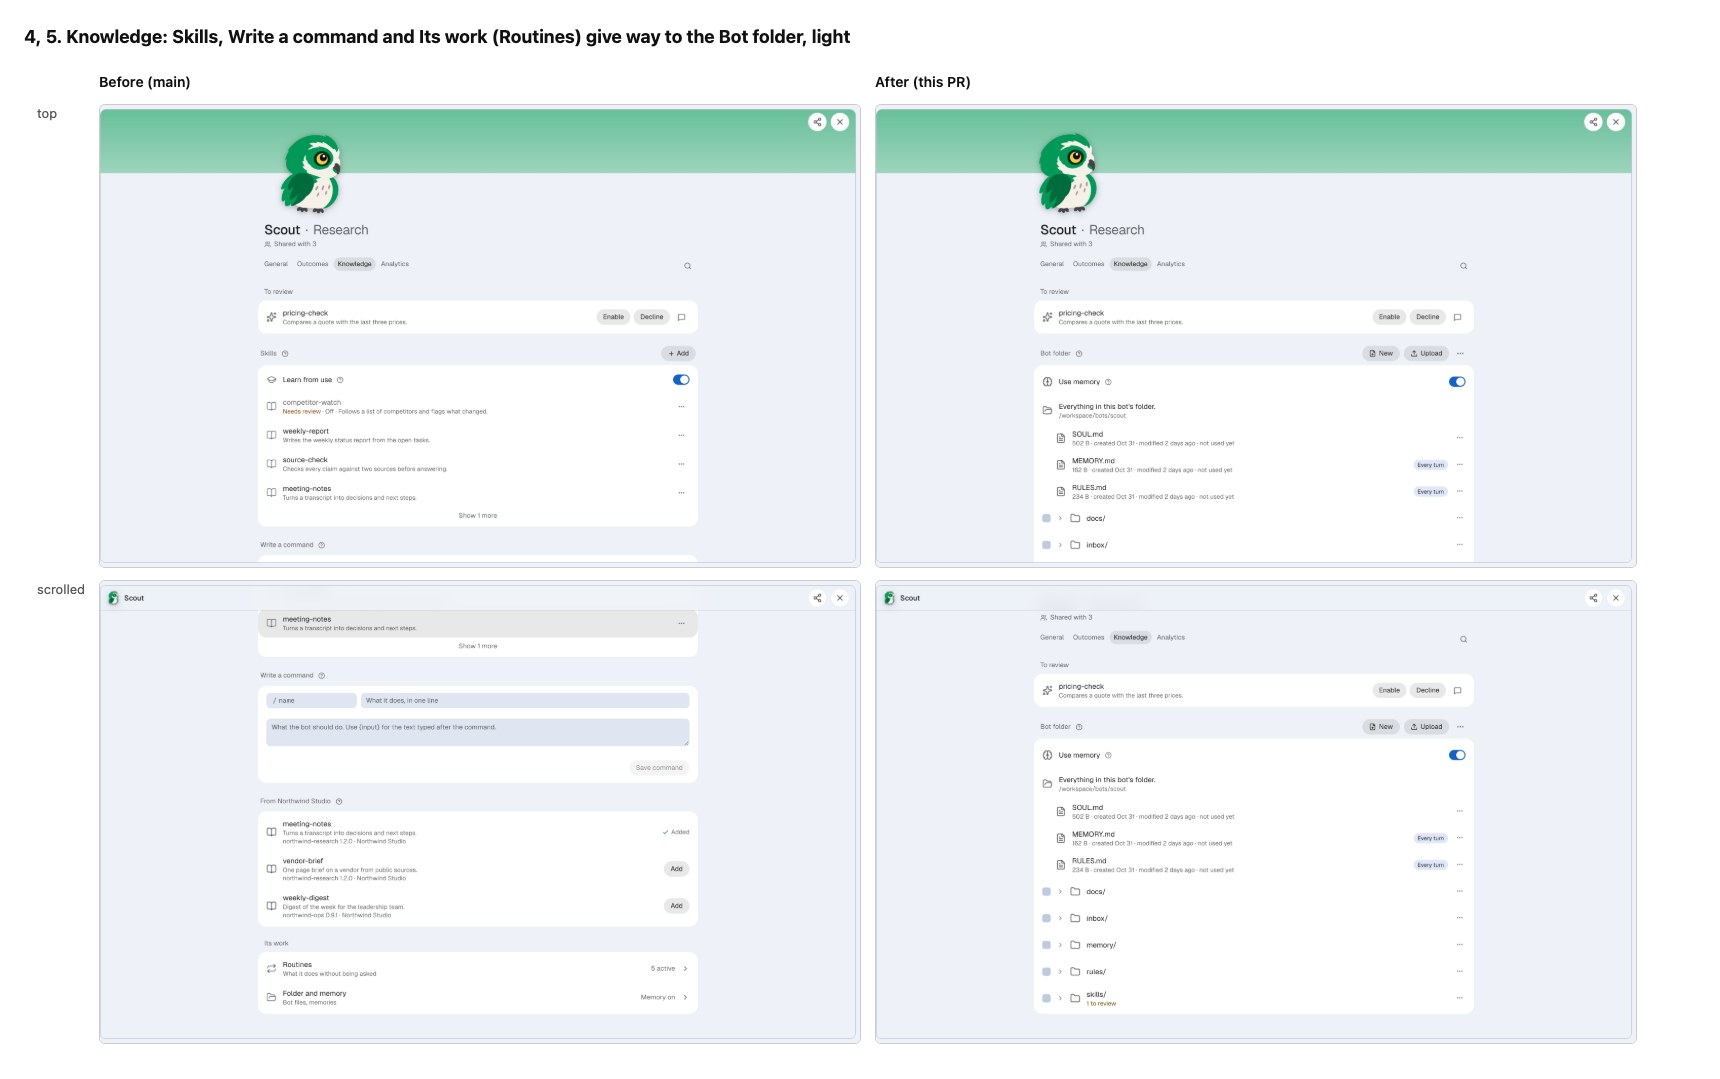 4, 5. Knowledge: Skills, Write a command and Its work (Routines) give way to the Bot folder, light
Before (main)
After (this PR)
top
Scout · Research
Shared with 3
General Outcomes Knowledge Analytics
To review
pricing-check
Compares a quote with the last three prices.
Enable Decline
Skills
+ Add
Learn from use
competitor-watch
Needs review · Off · Follows a list of competitors and flags what changed.
weekly-report
Writes the weekly status report from the open tasks.
source-check
Checks every claim against two sources before answering.
meeting-notes
Turns a transcript into decisions and next steps.
Show 1 more
Write a command
Scout · Research
Shared with 3
General Outcomes Knowledge Analytics
To review
pricing-check
Compares a quote with the last three prices.
Enable Decline
Bot folder
New Upload
Use memory
Everything in this bot's folder.
/workspace/bots/scout
SOUL.md
502 B · created Oct 31 · modified 2 days ago · not used yet
MEMORY.md
162 B · created Oct 31 · modified 2 days ago · not used yet
Every turn
RULES.md
234 B · created Oct 31 · modified 2 days ago · not used yet
Every turn
docs/
inbox/
scrolled
Scout
meeting-notes
Turns a transcript into decisions and next steps.
Show 1 more
Write a command
/ name
What it does, in one line
What the bot should do. Use {input} for the text typed after the command.
Save command
From Northwind Studio
meeting-notes
Turns a transcript into decisions and next steps.
northwind-research 1.2.0 · Northwind Studio
Added
vendor-brief
One page brief on a vendor from public sources.
northwind-research 1.2.0 · Northwind Studio
Add
weekly-digest
Digest of the week for the leadership team.
northwind-ops 0.9.1 · Northwind Studio
Add
Its work
Routines
What it does without being asked
5 active
Folder and memory
Bot files, memories
Memory on
Scout
Shared with 3
General Outcomes Knowledge Analytics
To review
pricing-check
Compares a quote with the last three prices.
Enable Decline
Bot folder
New Upload
Use memory
Everything in this bot's folder.
/workspace/bots/scout
SOUL.md
502 B · created Oct 31 · modified 2 days ago · not used yet
MEMORY.md
162 B · created Oct 31 · modified 2 days ago · not used yet
Every turn
RULES.md
234 B · created Oct 31 · modified 2 days ago · not used yet
Every turn
docs/
inbox/
memory/
rules/
skills/
1 to review